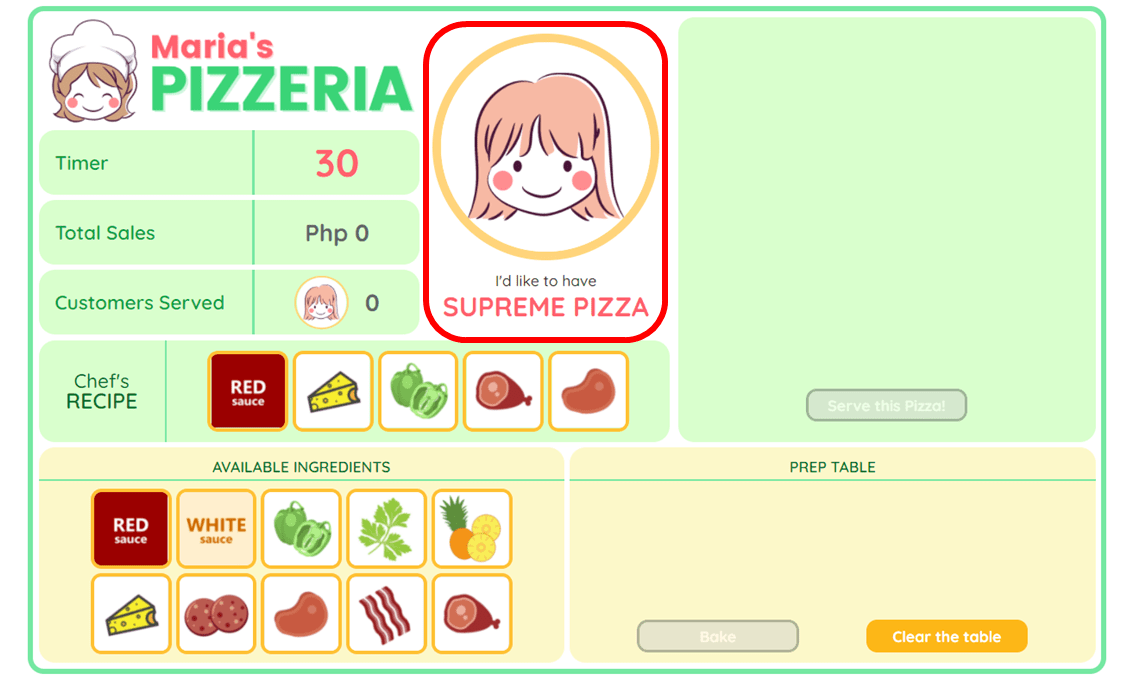 Maria's
PIZZERIA
Timer
30
Total Sales
Php 0
Customers Served
0
I'd like to have
SUPREME PIZZA
Chef's
RECIPE
RED
sauce
Serve this Pizza!
AVAILABLE INGREDIENTS
RED
sauce
WHITE
sauce
PREP TABLE
Bake
Clear the table